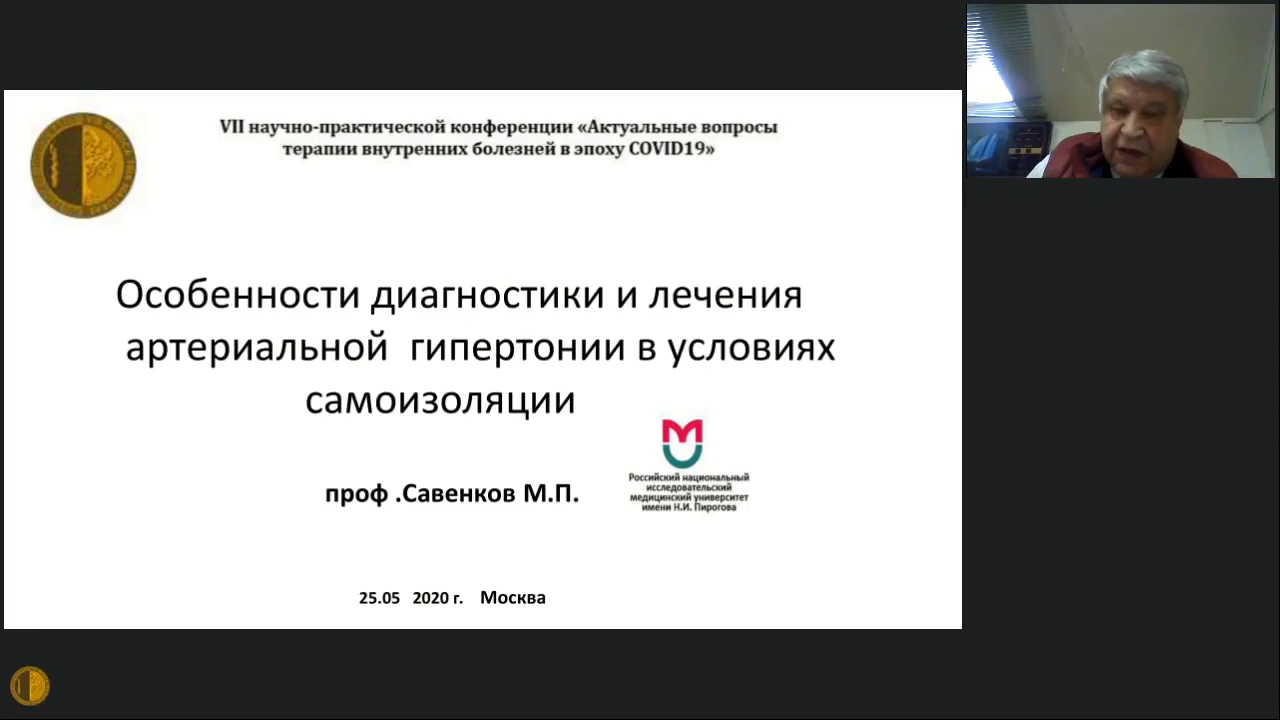 VII научно-практической конференции «Актуальные вопросы
терапии внутренних болезней в эпоху COVID19»
Особенности диагностики и лечения
артериальной гипертонии в условиях
самоизоляции
проф .Савенков М.П.
Российский национальный
исследовательский
медицинский университет
имени Н.И. Пирогова
25.05 2020 г. Москва